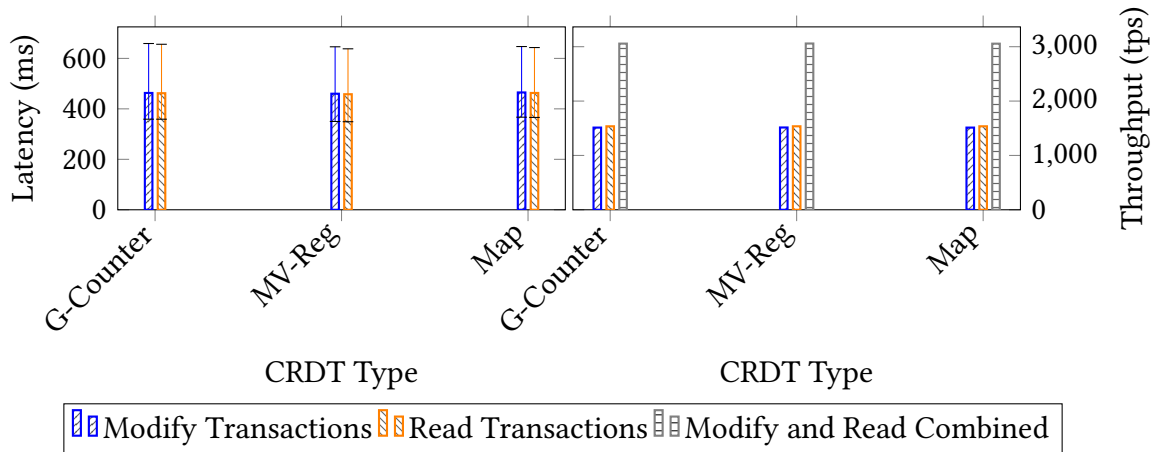 Latency (ms)
600
400
200
0
G-Counter
MV-Reg
Map
CRDT Type
3,000
2,000
1,000
0
Throughput (tps)
G-Counter
MV-Reg
Map
CRDT Type
Modify Transactions Read Transactions Modify and Read Combined